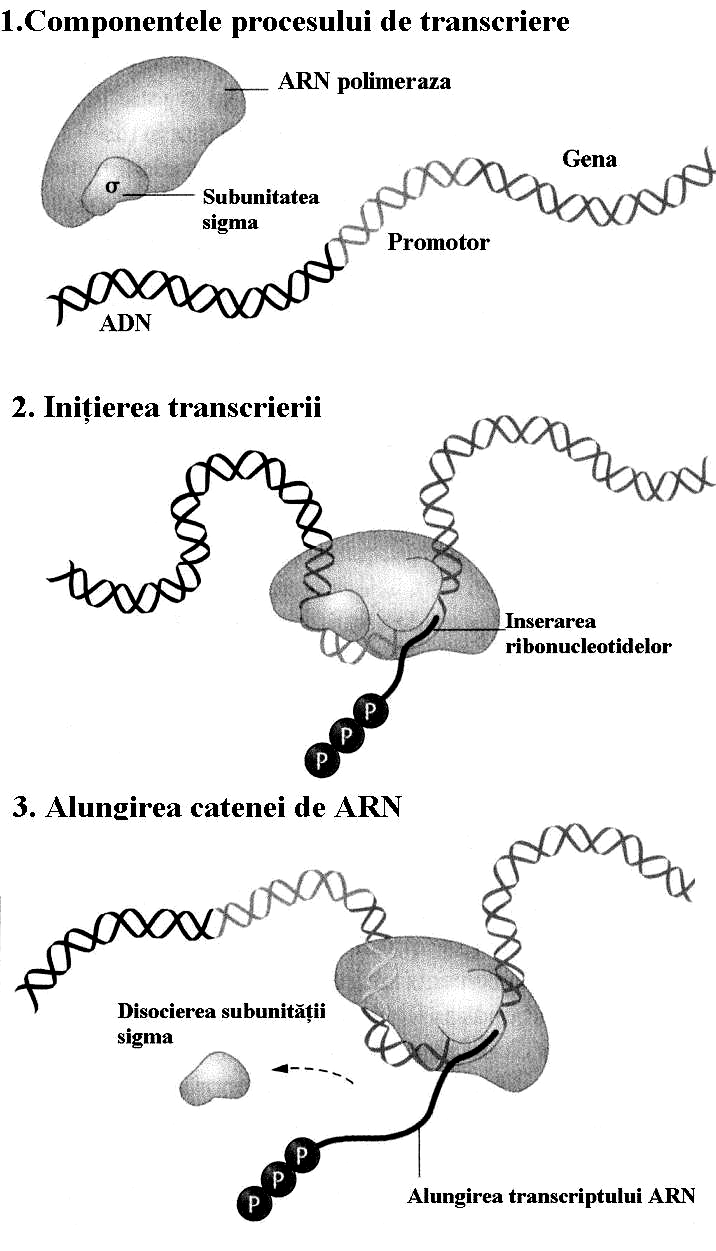 1.Componentele procesului de transcriere
ARN polimeraza
Gena
σ
Subunitatea
sigma
Promotor
ADN
2. Inițierea transcrierii
Inserarea
ribonucleotidelor
P
P
P
3. Alungirea catenei de ARN
Disocierea subunității
sigma
P
P
P
Alungirea transcriptului ARN